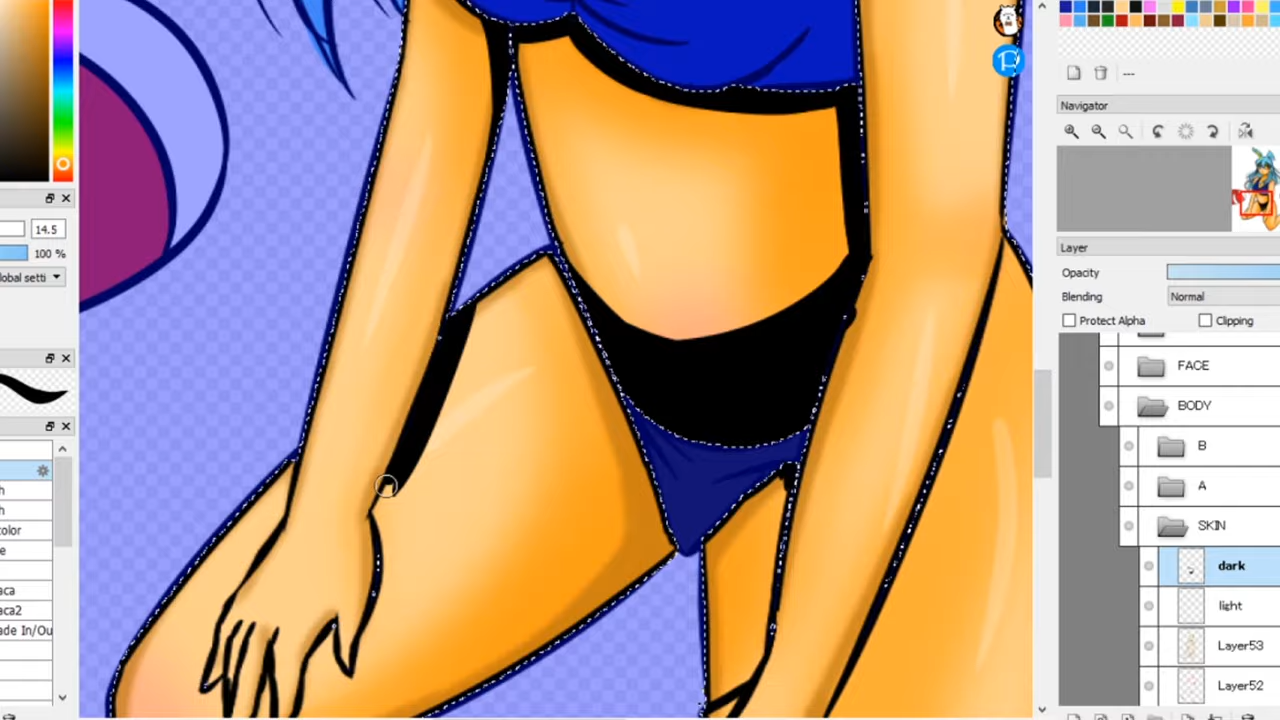 Navigator
14.5
100 %
lobal setti
Layer
Opacity
Blending
Normal
Protect Alpha
Clipping
FACE
BODY
B
A
SKIN
dark
light
Layer53
Layer52
h
h
color
e
aca
aca2
ade In/Ou
---